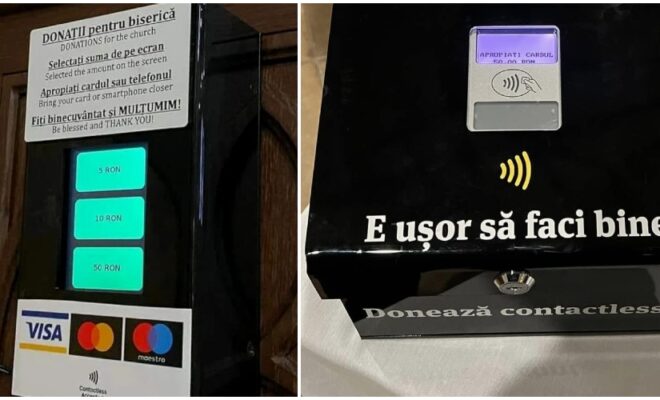 DONAȚII pentru biserică
DONATIONS for the church
Selectați suma de pe ecran
Selected the amount on the screen
Apropiați cardul sau telefonul
Bring your card or smartphone closer
Fiți binecuvântat și MULȚUMIM!
Be blessed and THANK YOU!
5 RON
10 RON
50 RON
VISA
maestro
Contactless
APROPIATI CARDUL
50.00 RON
E ușor să faci bine
Donează contactless